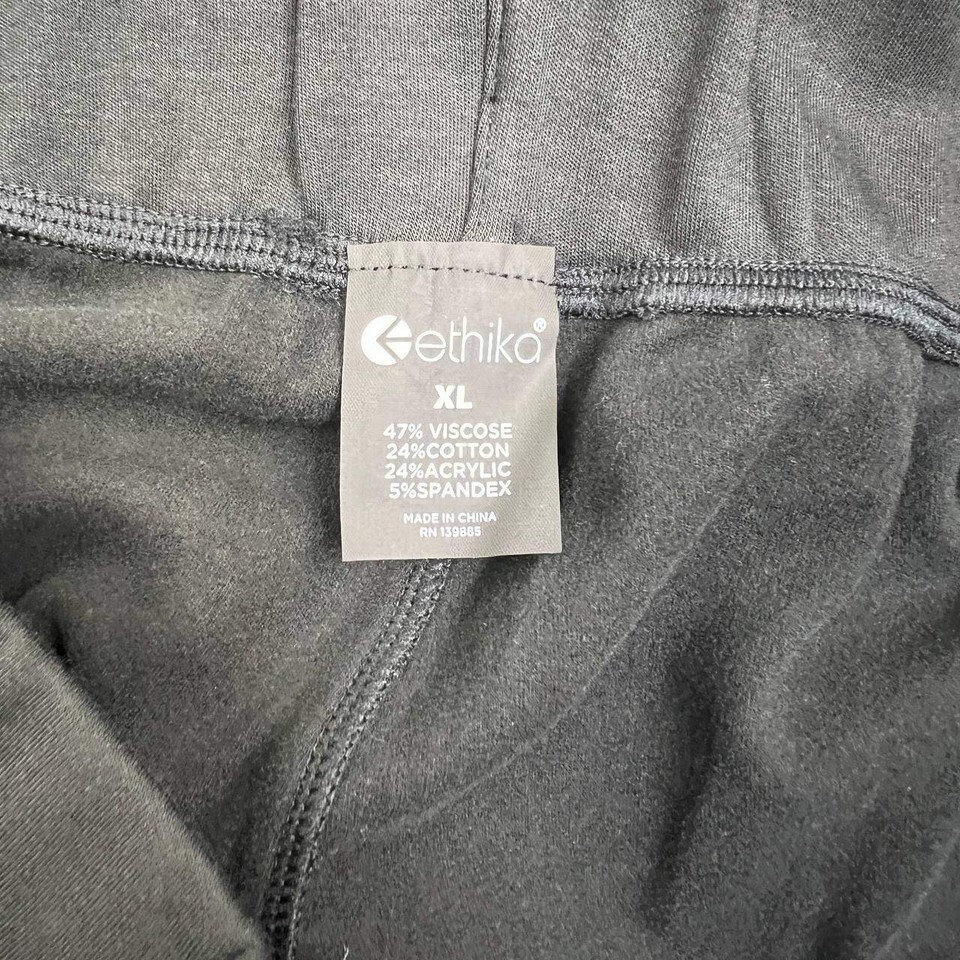 ethika®
XL
47% VISCOSE
24%COTTON
24%ACRYLIC
5%SPANDEX
MADE IN CHINA
RN 139885